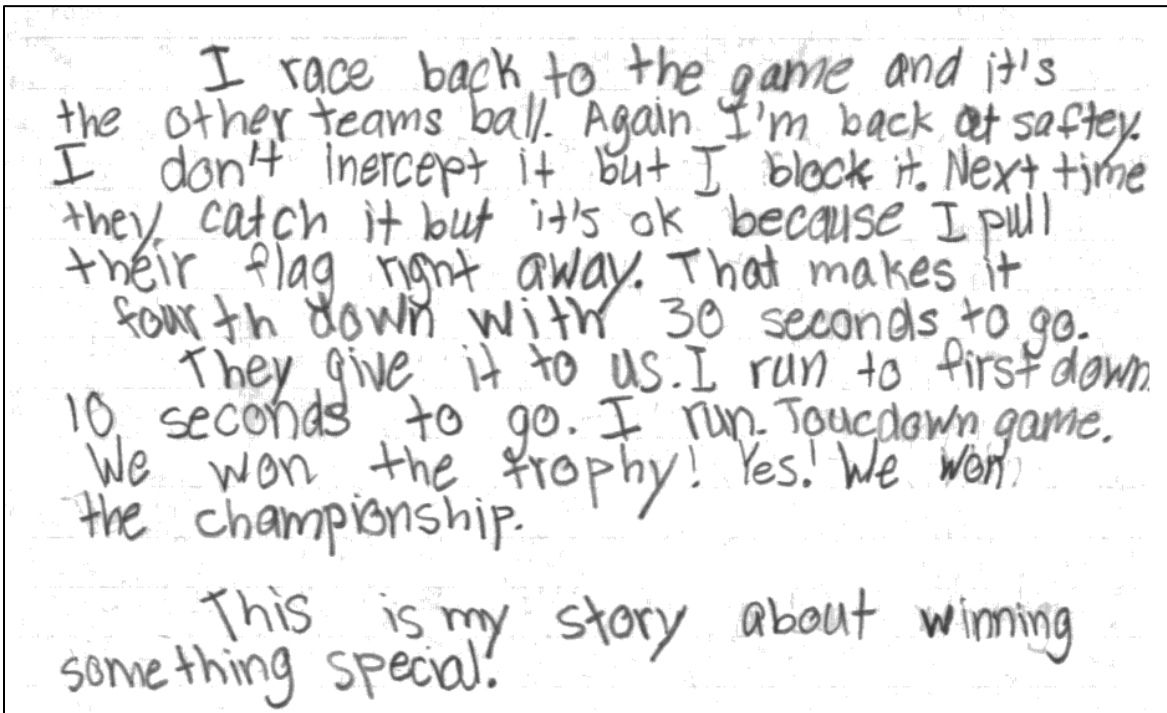 I race back to the game and it's
the other teams ball. Again I'm back at saftey.
I don't inercept it but I block it. Next time
they catch it but it's ok because I pull
their flag right away. That makes it
fourth down with 30 seconds to go.
They give it to us. I run to first down
10 seconds to go. I run. Toucdown game.
We won the trophy! Yes! We won
the championship.
This is my story about winning
something special.